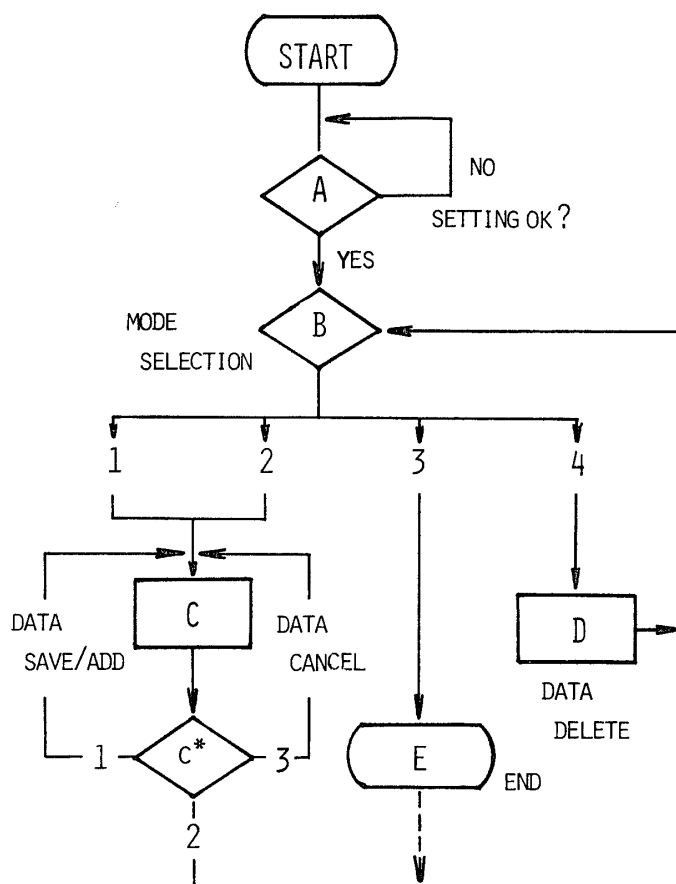 START
A
NO
SETTING OK?
YES
B
MODE
SELECTION
1
2
3
4
C
D
DATA
SAVE/ADD
DATA
CANCEL
DATA
DELETE
1
C*
3
E
END
2